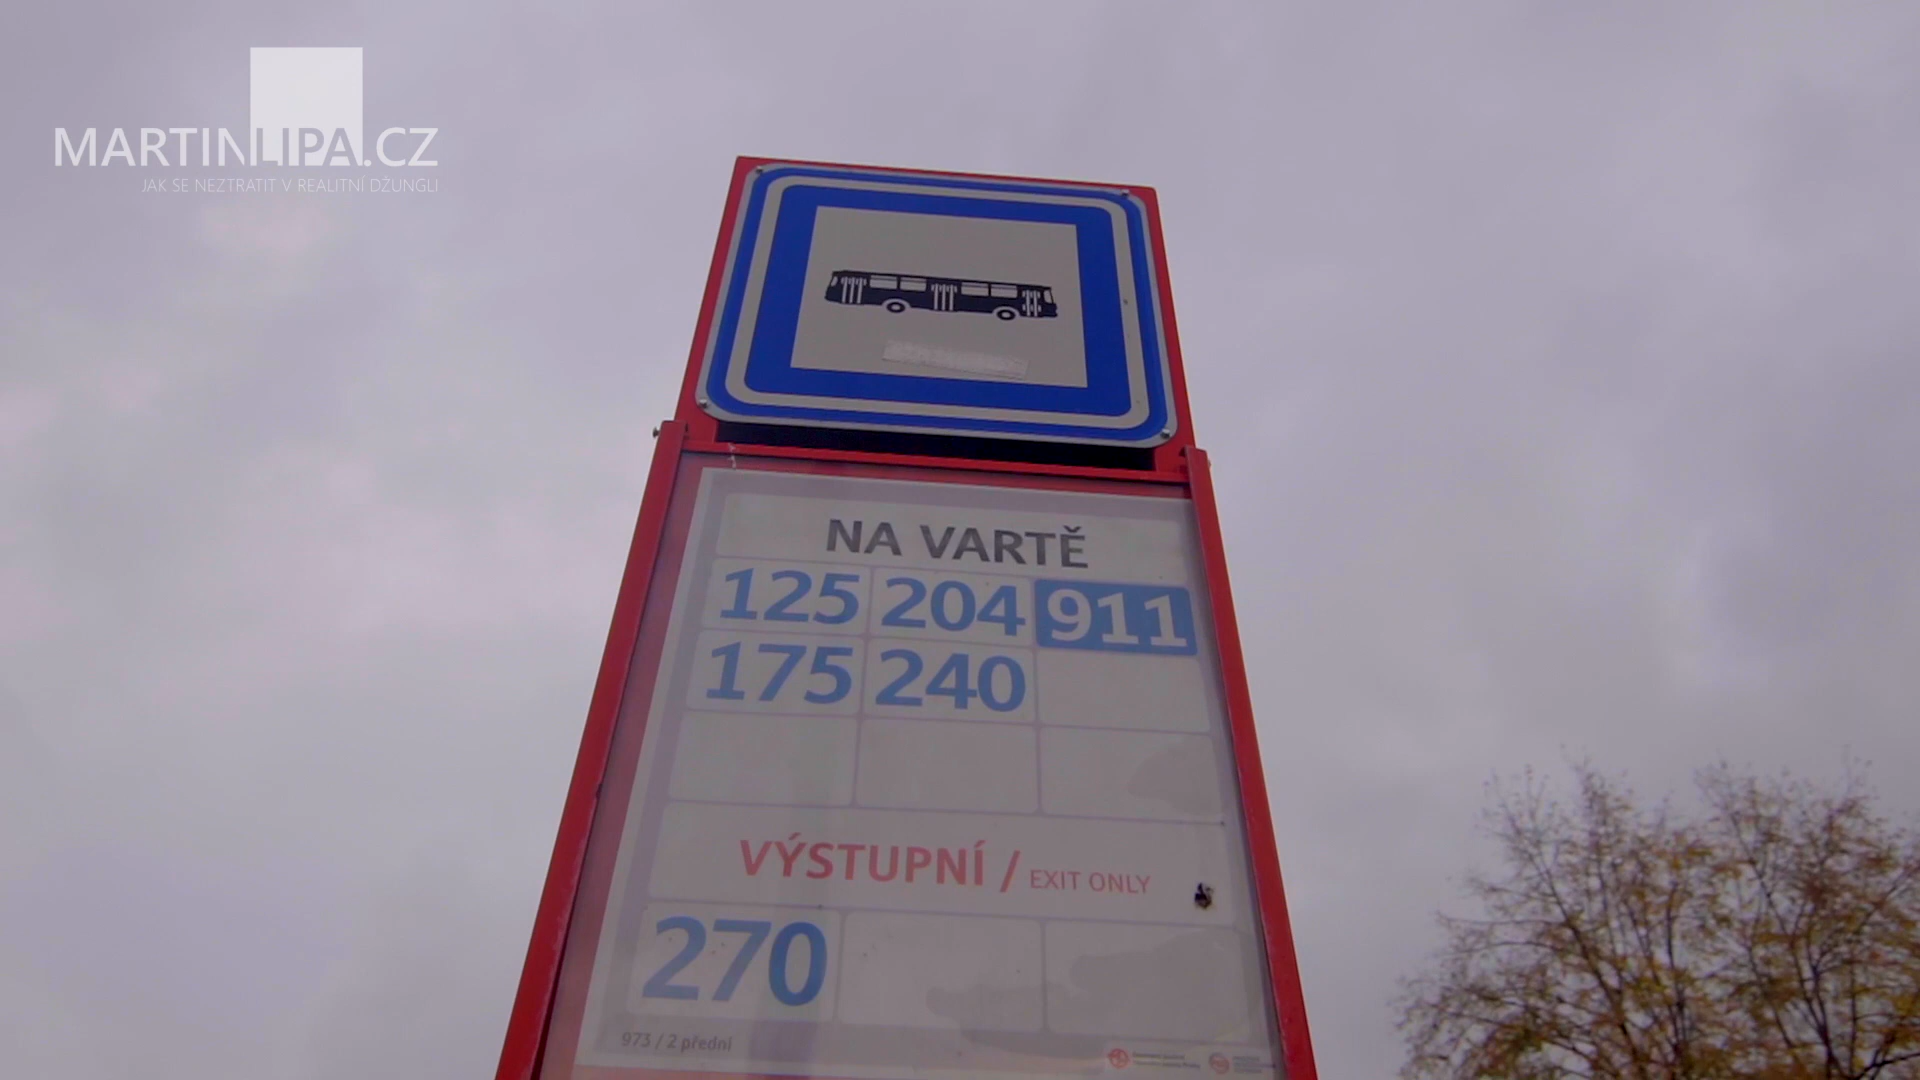 MARTINLIPA.CZ
JAK SE NEZTRATIT V REALITNÍ DŽUNGLI
NA VARTĚ
125 204 911
175 240
VÝSTUPNÍ / EXIT ONLY
270
973 / 2 přední